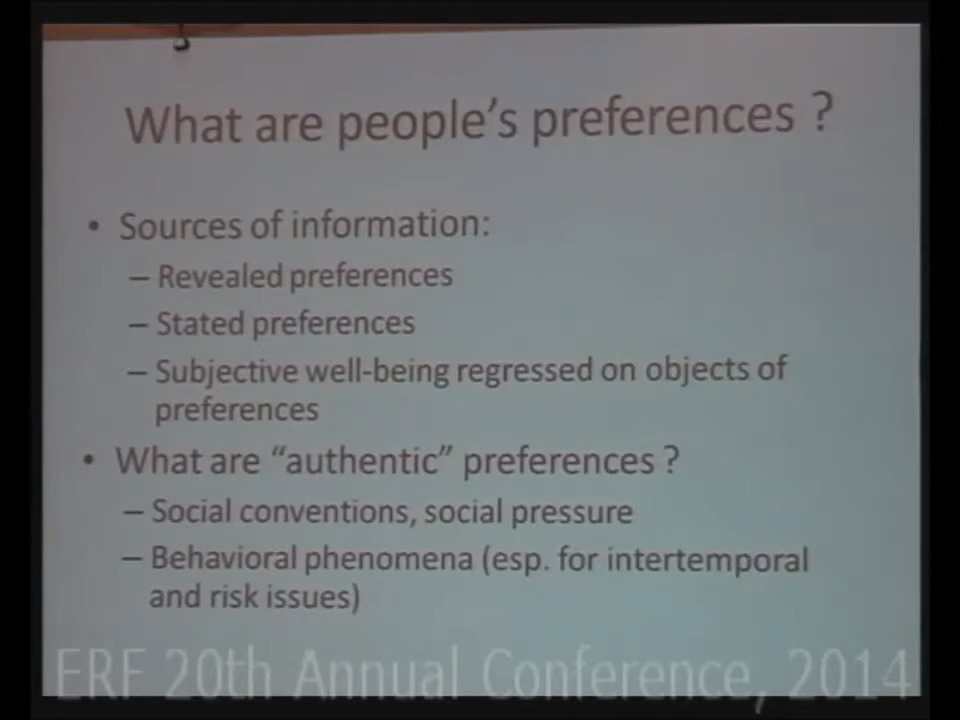 What are people's preferences ?
• Sources of information:
– Revealed preferences
– Stated preferences
– Subjective well-being regressed on objects of
preferences
• What are “authentic” preferences ?
– Social conventions, social pressure
– Behavioral phenomena (esp. for intertemporal
and risk issues)
ERF 20th Annual Conference, 2014